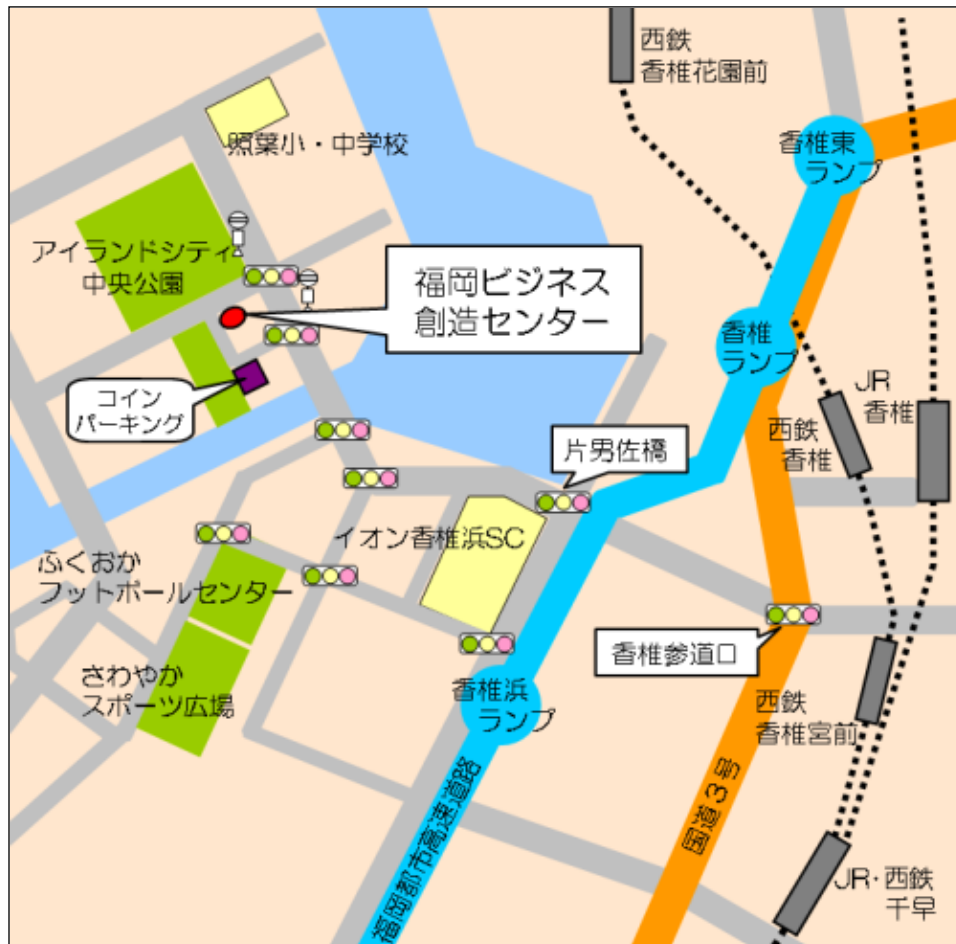 西鉄
香椎花園前
香椎東
ランプ
照葉小・中学校
アイランドシティ
中央公園
福岡ビジネス
創造センター
香椎
ランプ
JR
香椎
西鉄
香椎
コイン
パーキング
片男佐橋
イオン香椎浜SC
ふくおか
フットボールセンター
香椎参道口
さわやか
スポーツ広場
香椎浜
ランプ
西鉄
香椎宮前
国道3号
福岡都市高速道路
JR・西鉄
千早